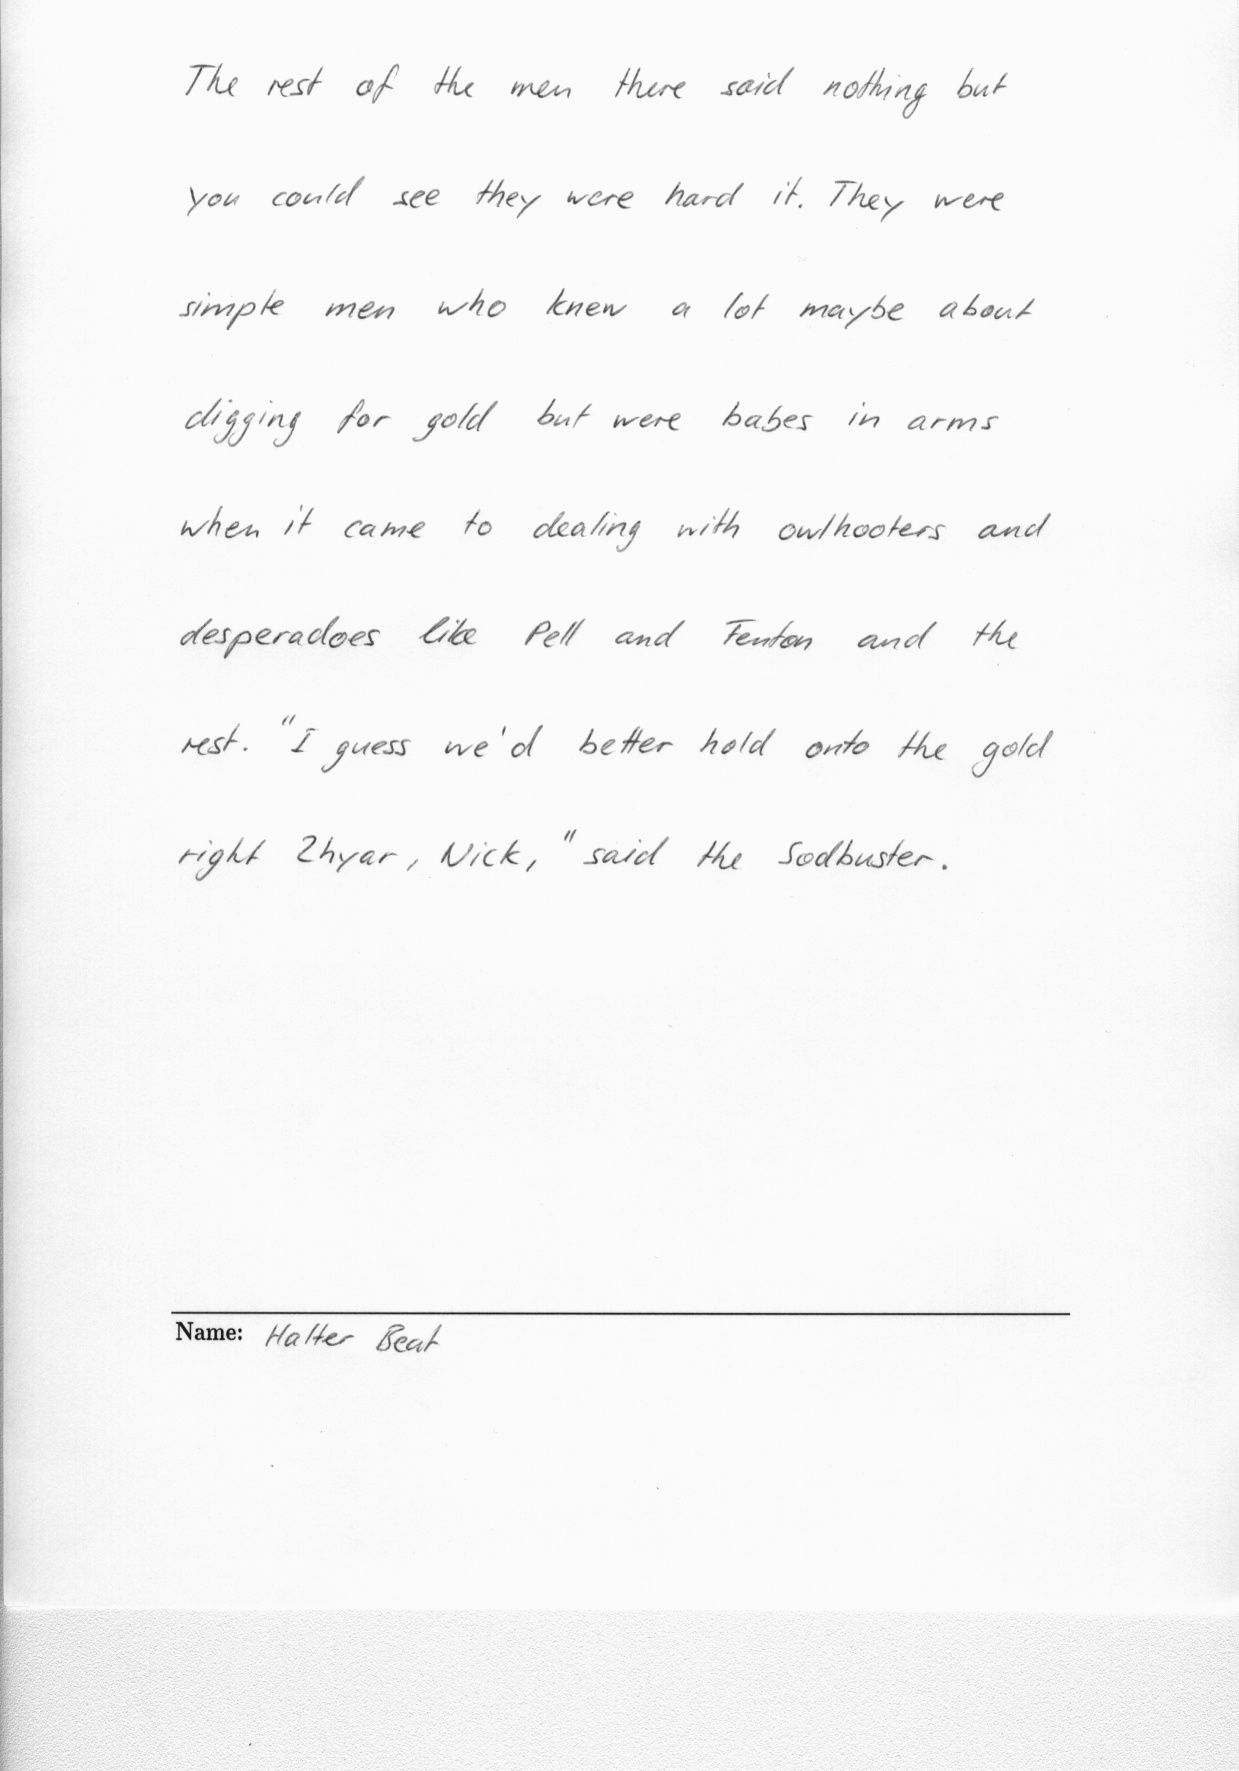 The rest of the men there said nothing but
you could see they were hard it. They were
simple men who knew a lot maybe about
digging for gold but were babes in arms
when it came to dealing with owlhooters and
desperadoes like Pell and Fenton and the
rest. "I guess we'd better hold onto the gold
right 2hyar, Nick," said the Sodbuster.
Name: Halter Beat